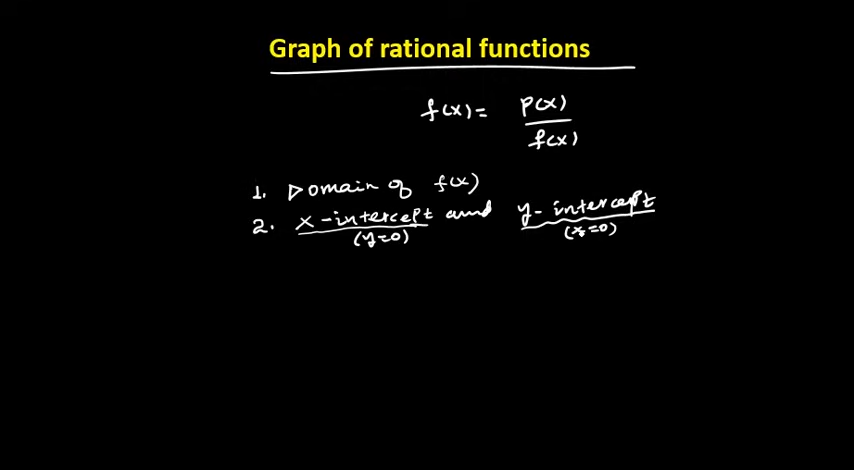 Graph of rational functions
f(x) = p(x) / f(x)
1. Domain of f(x)
2. x-intercept and y-intercept
(y=0) (x=0)